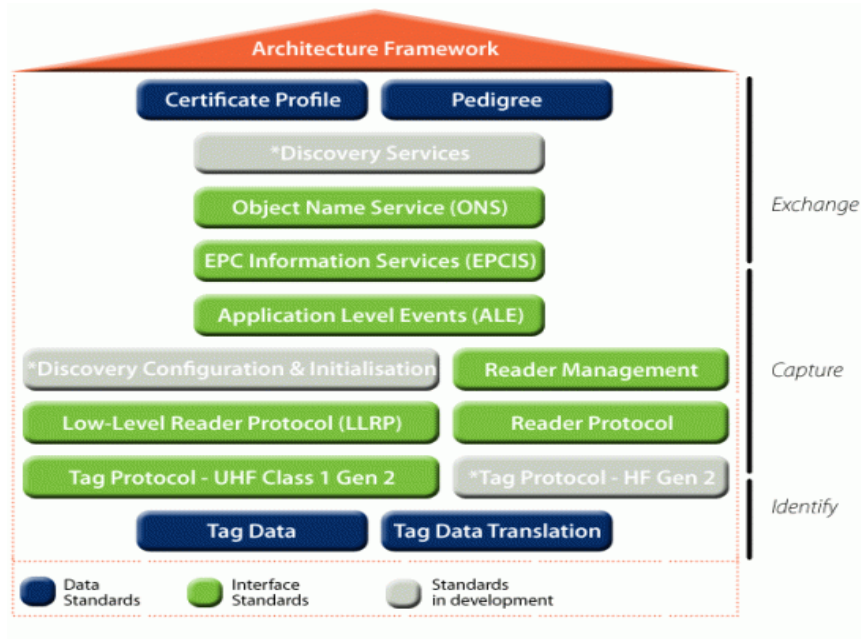 Architecture Framework
Certificate Profile
Pedigree
*Discovery Services
Object Name Service (ONS)
Exchange
EPC Information Services (EPCIS)
Application Level Events (ALE)
*Discovery Configuration & Initialisation
Reader Management
Capture
Low-Level Reader Protocol (LLRP)
Reader Protocol
Tag Protocol - UHF Class 1 Gen 2
*Tag Protocol - HF Gen 2
Identify
Tag Data
Tag Data Translation
Data
Standards
Interface
Standards
Standards
in development